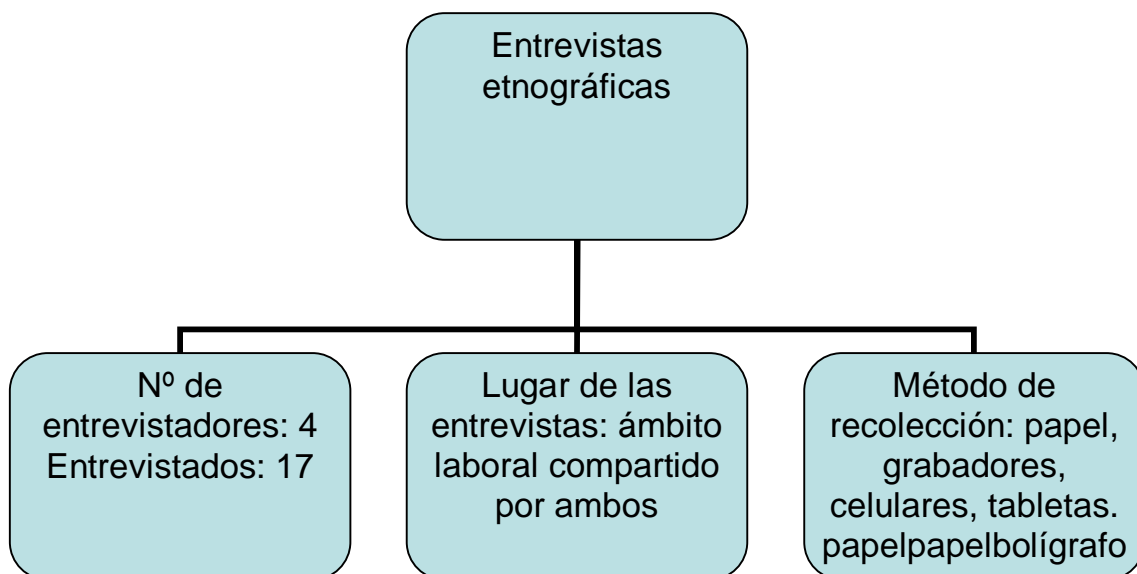 Entrevistas
etnográficas
Nº de
entrevistadores: 4
Entrevistados: 17
Lugar de las
entrevistas: ámbito
laboral compartido
por ambos
Método de
recolección: papel,
grabadores,
celulares, tabletas.
papelpapelbolígrafo